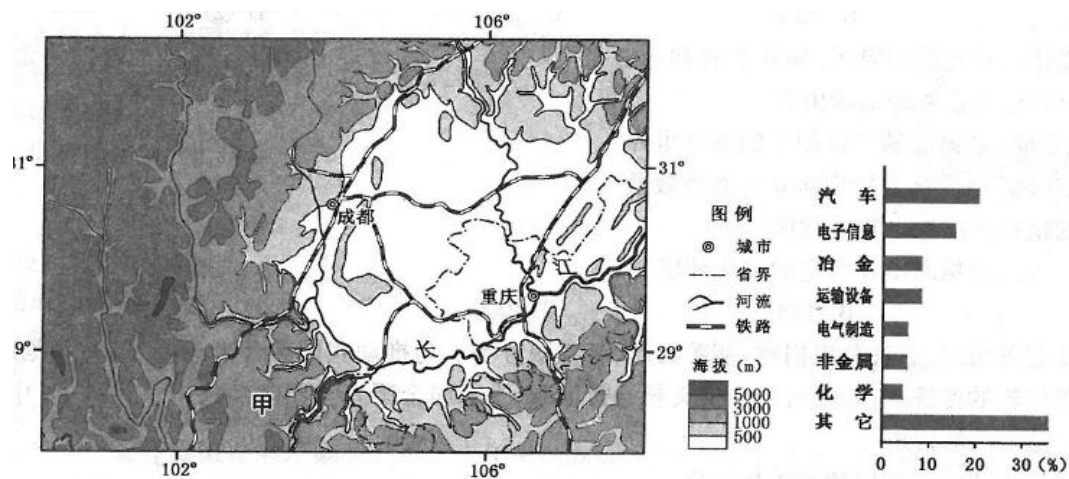 102° 106°
31° 31°
成都
重庆
长
江
29° 29°
甲
102° 106°
图例
城市
省界
河流
铁路
海拔 (m)
5000
3000
1000
500
汽车
电子信息
冶金
运输设备
电气制造
非金属
化学
其它
0 10 20 30 (%)